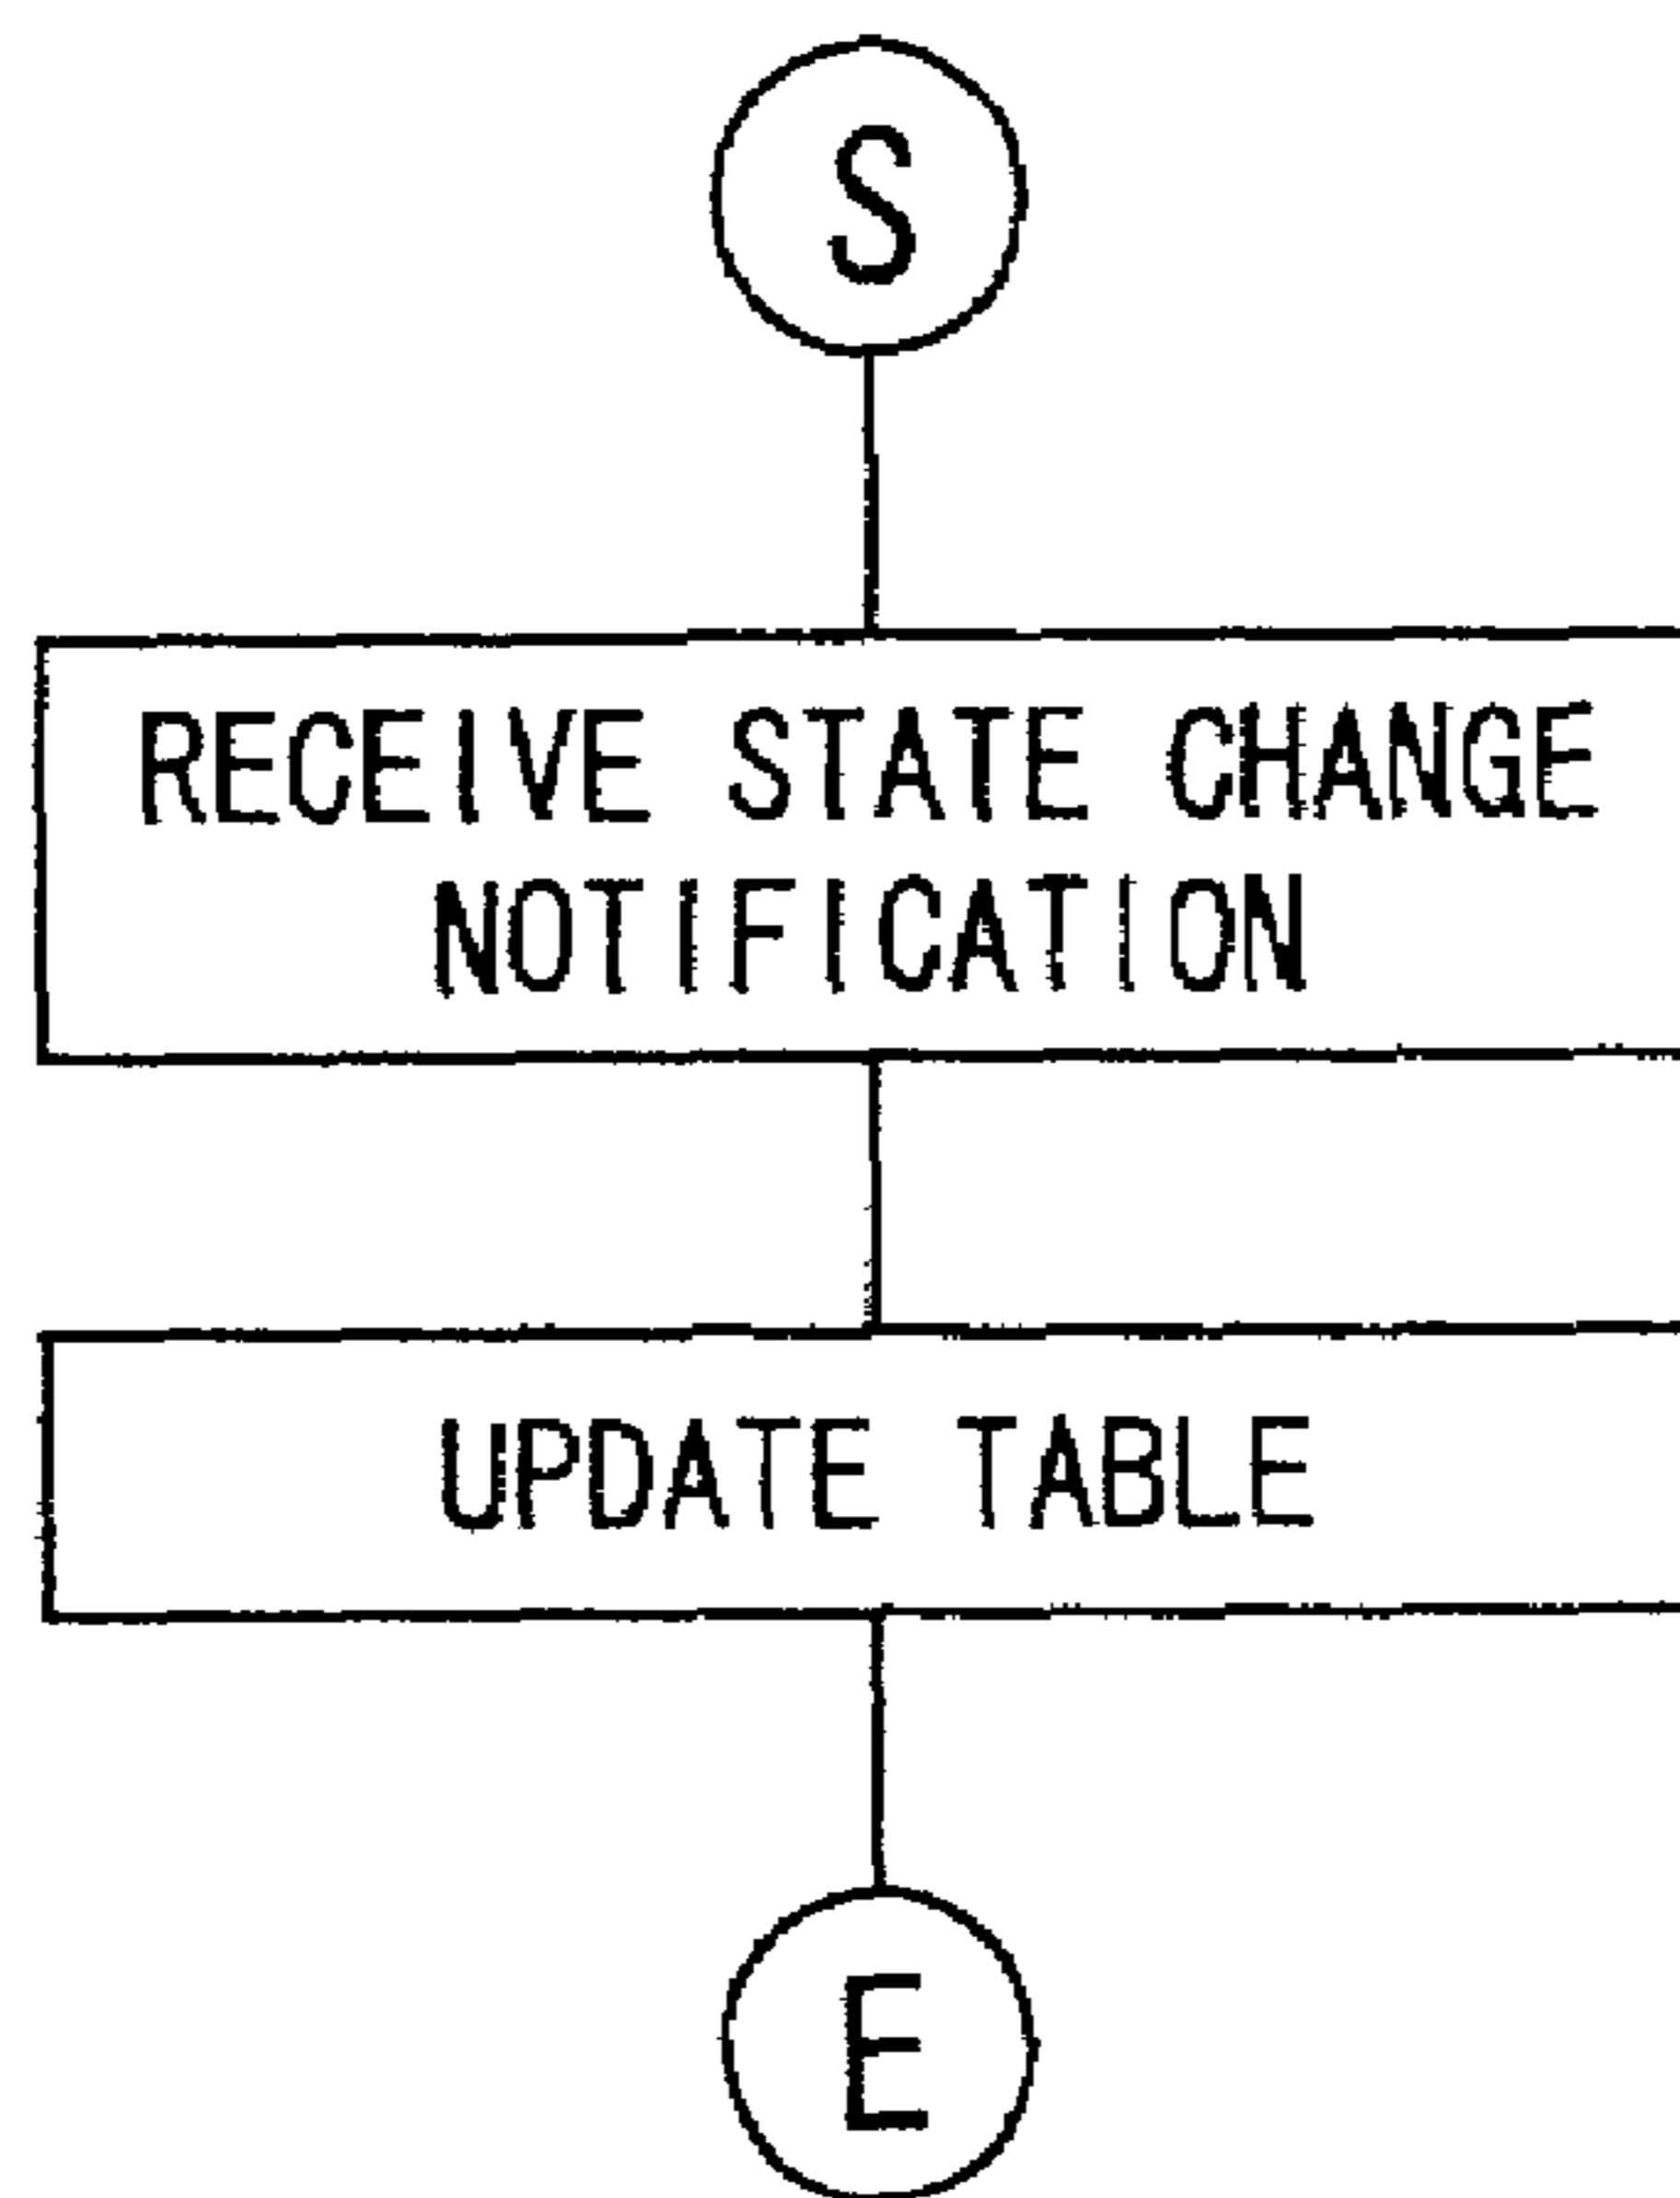 S
RECEIVE STATE CHANGE
NOTIFICATION
UPDATE TABLE
E